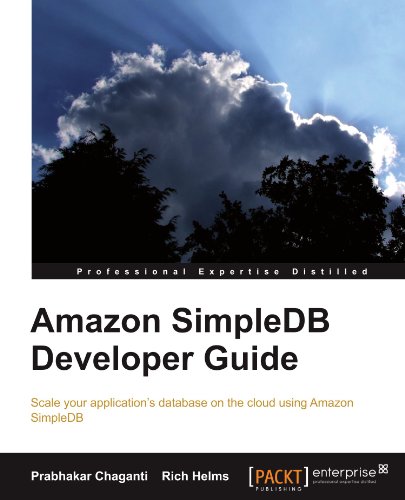 Professional Expertise Distilled
Amazon SimpleDB
Developer Guide
Scale your application's database on the cloud using Amazon
SimpleDB
Prabhakar Chaganti Rich Helms
[PACKT]
PUBLISHING
enterprise
professional expertise distilled